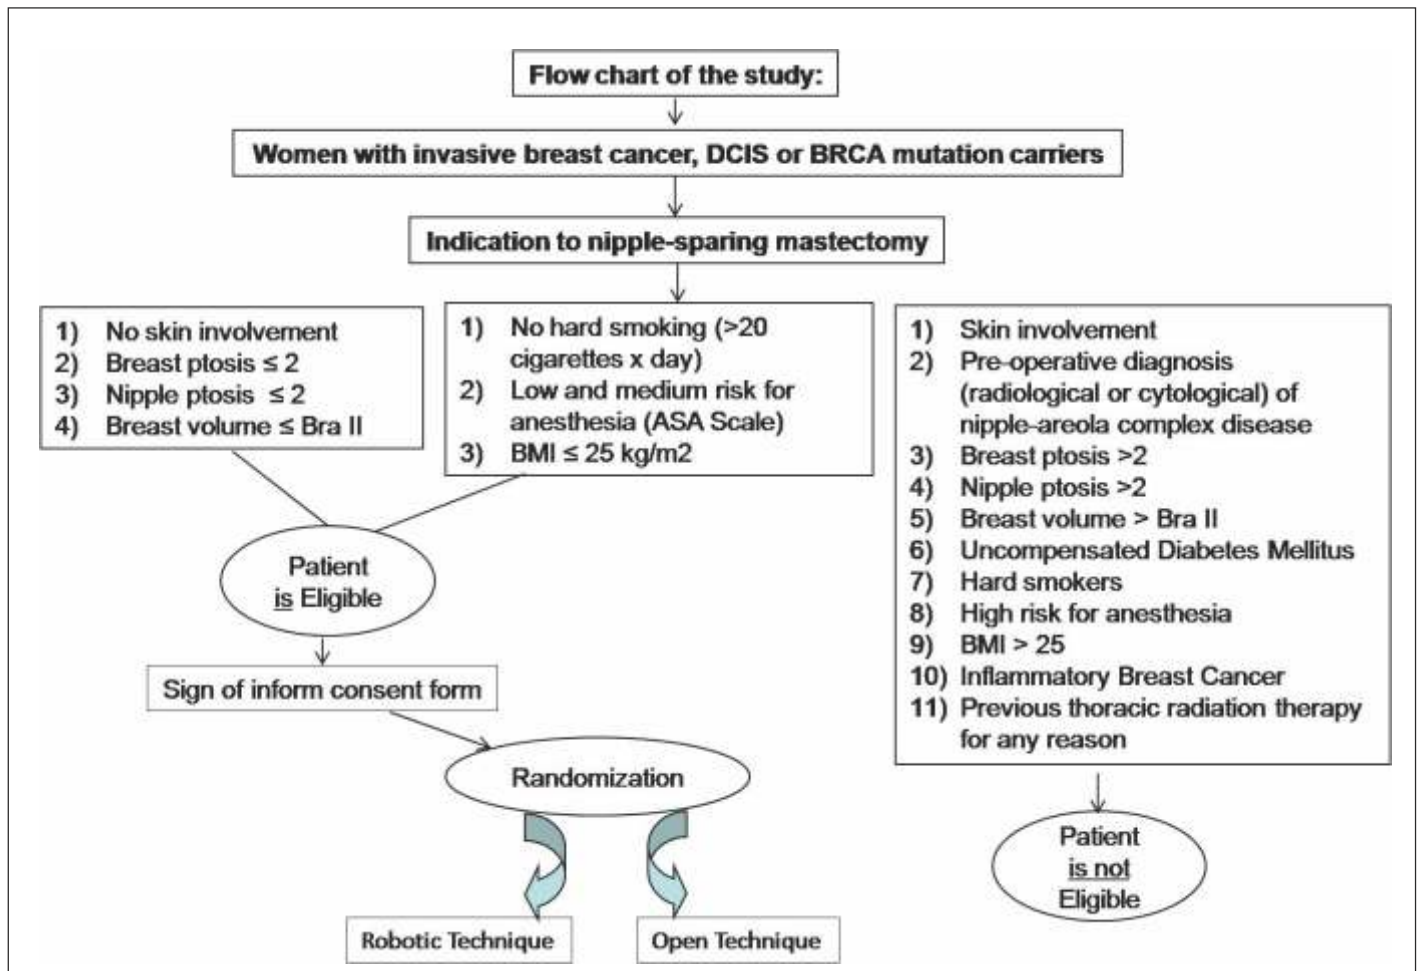 Flow chart of the study:
Women with invasive breast cancer, DCIS or BRCA mutation carriers
Indication to nipple-sparing mastectomy
1) No skin involvement
2) Breast ptosis ≤ 2
3) Nipple ptosis ≤ 2
4) Breast volume ≤ Bra II
1) No hard smoking (>20
cigarettes x day)
2) Low and medium risk for
anesthesia (ASA Scale)
3) BMI ≤ 25 kg/m2
1) Skin involvement
2) Pre-operative diagnosis
(radiological or cytological) of
nipple-areola complex disease
3) Breast ptosis >2
4) Nipple ptosis >2
5) Breast volume > Bra II
6) Uncompensated Diabetes Mellitus
7) Hard smokers
8) High risk for anesthesia
9) BMI > 25
10) Inflammatory Breast Cancer
11) Previous thoracic radiation therapy
for any reason
Patient
is Eligible
Sign of inform consent form
Randomization
Robotic Technique
Open Technique
Patient
is not
Eligible